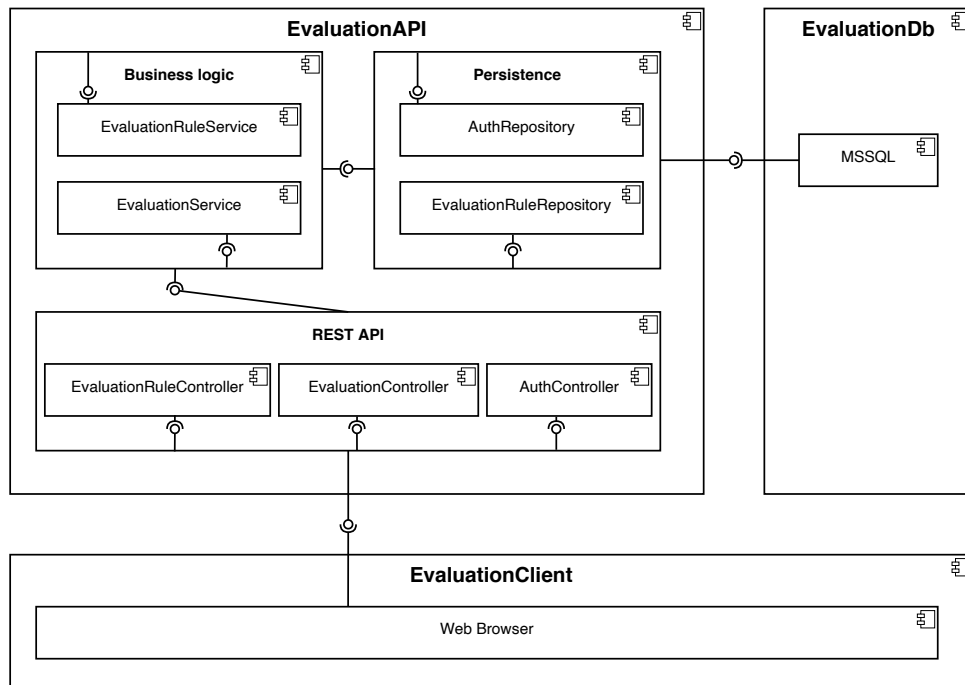 EvaluationAPI
EvaluationDb
Business logic
Persistence
EvaluationRuleService
AuthRepository
MSSQL
EvaluationService
EvaluationRuleRepository
REST API
EvaluationRuleController
EvaluationController
AuthController
EvaluationClient
Web Browser